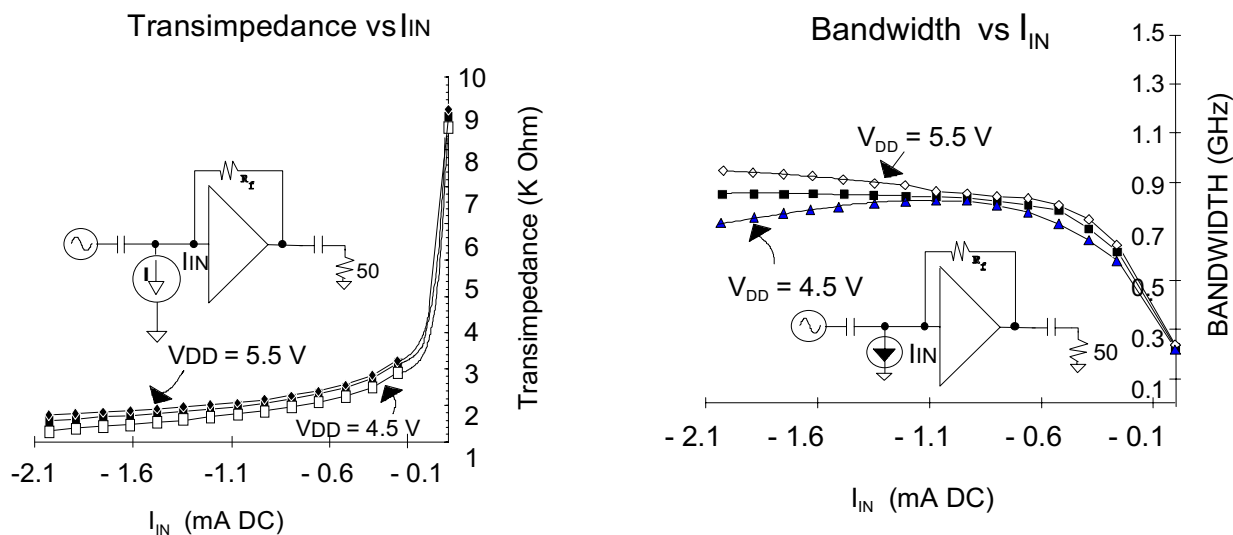 Transimpedance vs IIN
10
9
8
7
6
5
4
3
2
1
Transimpedance (K Ohm)
Rf
I
IIN
50
VDD = 5.5 V
VDD = 4.5 V
-2.1 - 1.6 -1.1 - 0.6 - 0.1
IIN (mA DC)
Bandwidth vs IIN
1.5
1.3
1.1
0.9
0.7
0.5
0.3
0.1
BANDWIDTH (GHz)
VDD = 5.5 V
VDD = 4.5 V
Rf
IIN
50
- 2.1 - 1.6 - 1.1 - 0.6 - 0.1
IIN (mA DC)